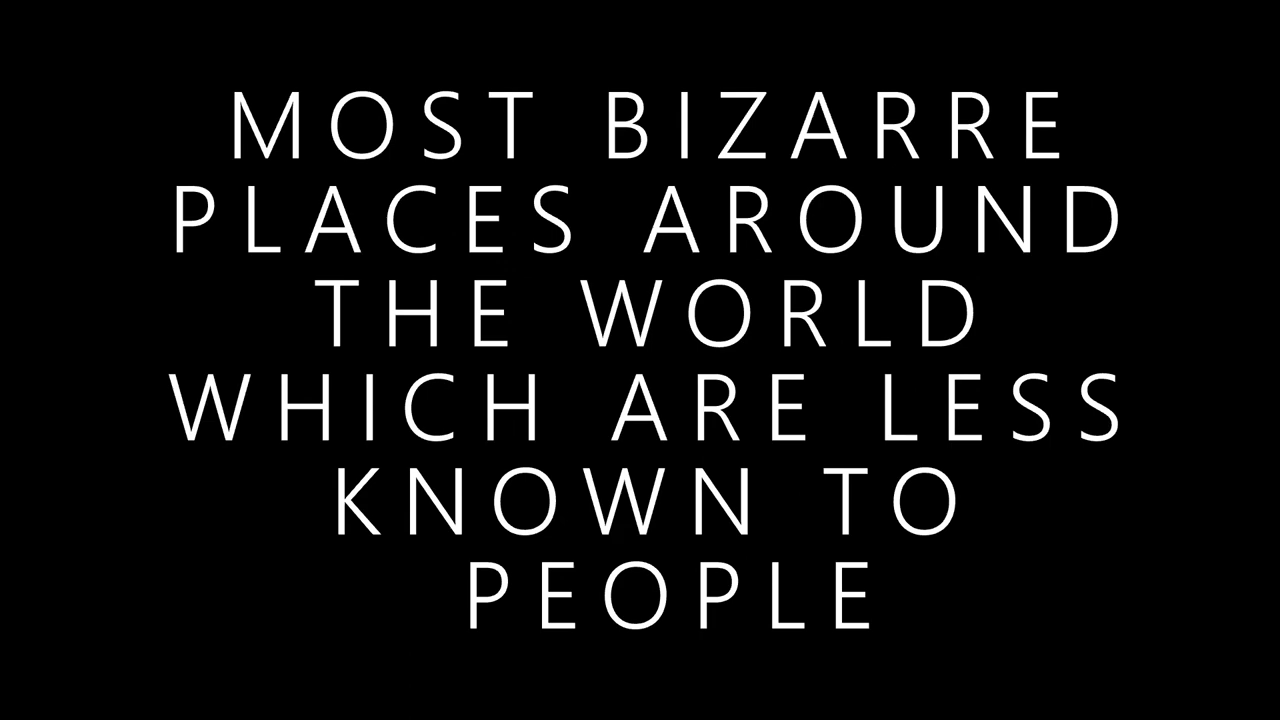 MOST BIZARRE
PLACES AROUND
THE WORLD
WHICH ARE LESS
KNOWN TO
PEOPLE